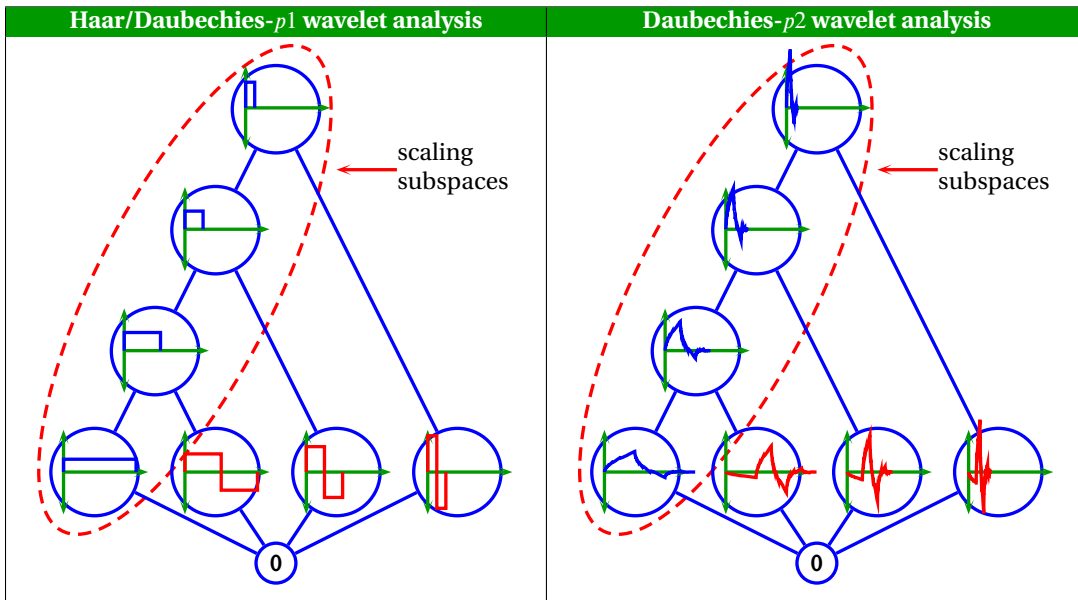 Haar/Daubechies-p1 wavelet analysis
scaling
subspaces
0
Daubechies-p2 wavelet analysis
scaling
subspaces
0